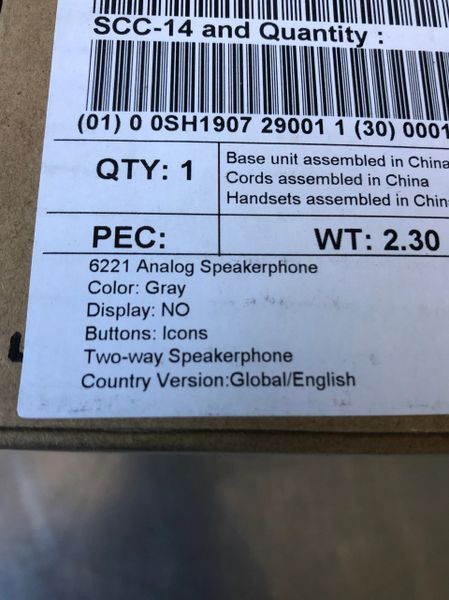 SCC-14 and Quantity :
(01) 0 0SH1907 29001 1 (30) 0001
QTY: 1
Base unit assembled in China
Cords assembled in China
Handsets assembled in Chin
PEC:
WT: 2.30
6221 Analog Speakerphone
Color: Gray
Display: NO
Buttons: Icons
Two-way Speakerphone
Country Version:Global/English